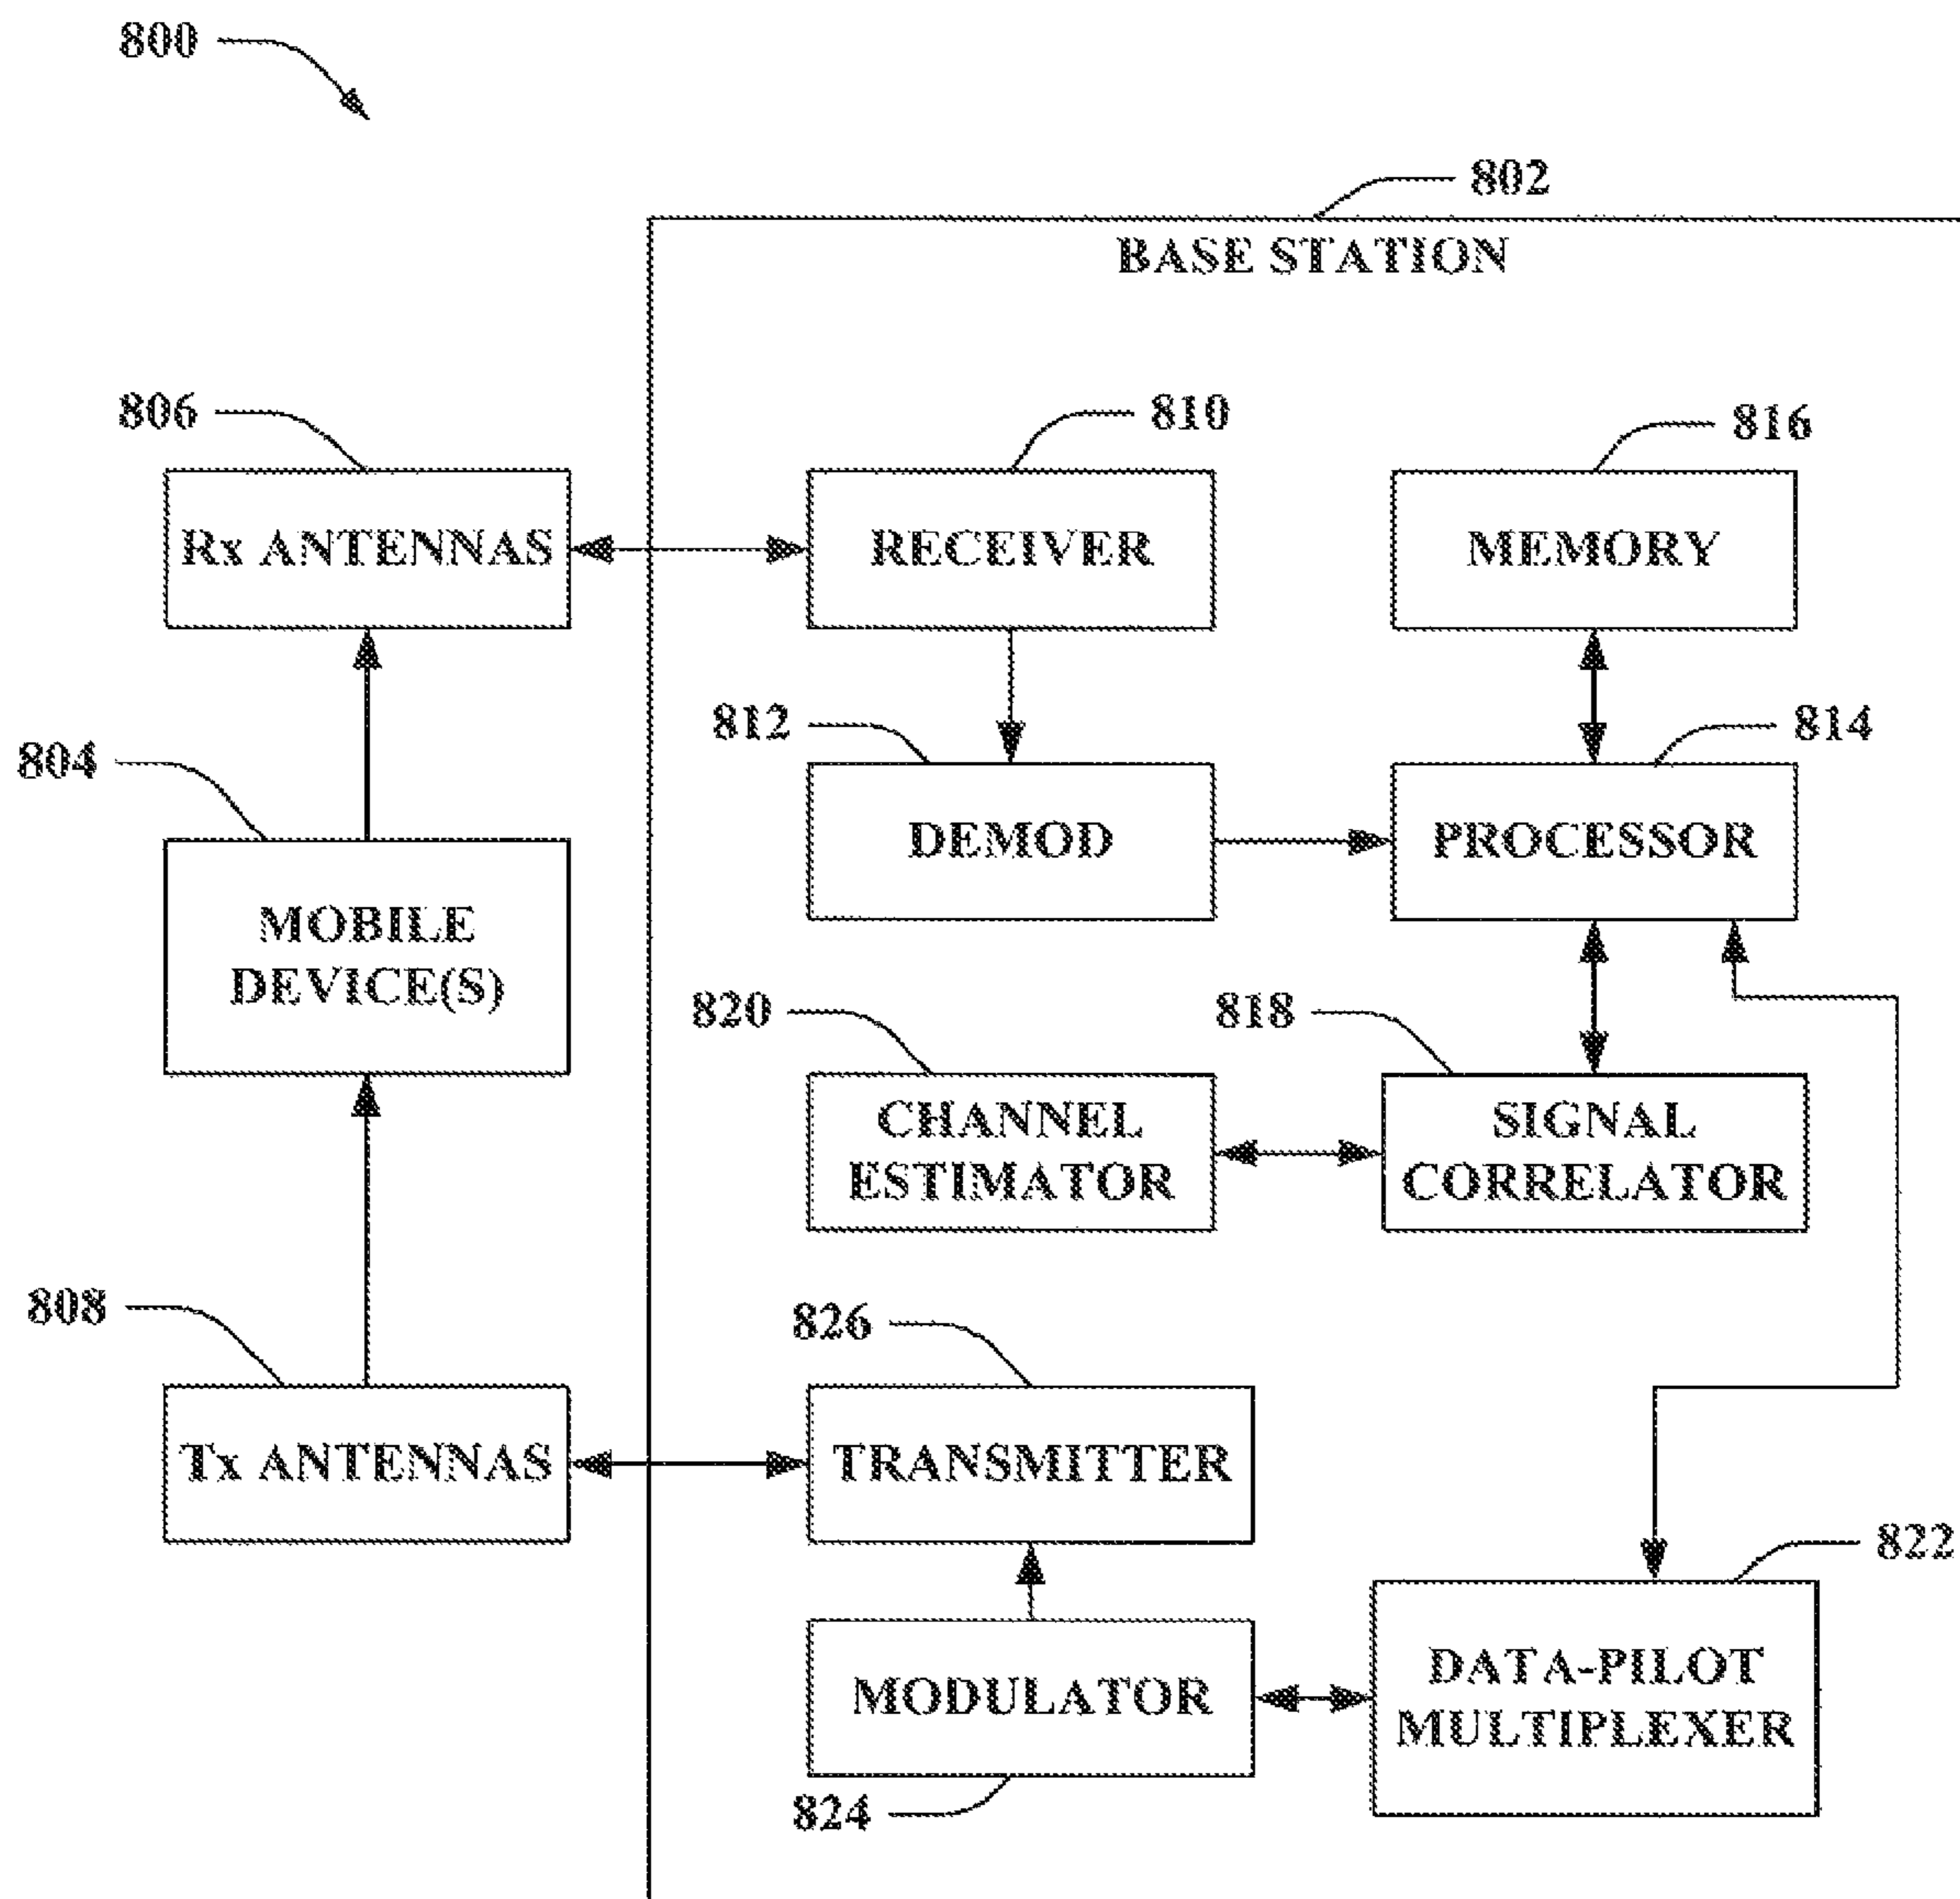 800
802
BASE STATION
806
810
816
Rx ANTENNAS
RECEIVER
MEMORY
812
814
804
DEMOD
PROCESSOR
MOBILE
DEVICE(S)
820
818
CHANNEL
ESTIMATOR
SIGNAL
CORRELATOR
808
826
Tx ANTENNAS
TRANSMITTER
822
MODULATOR
DATA-PILOT
MULTIPLEXER
824